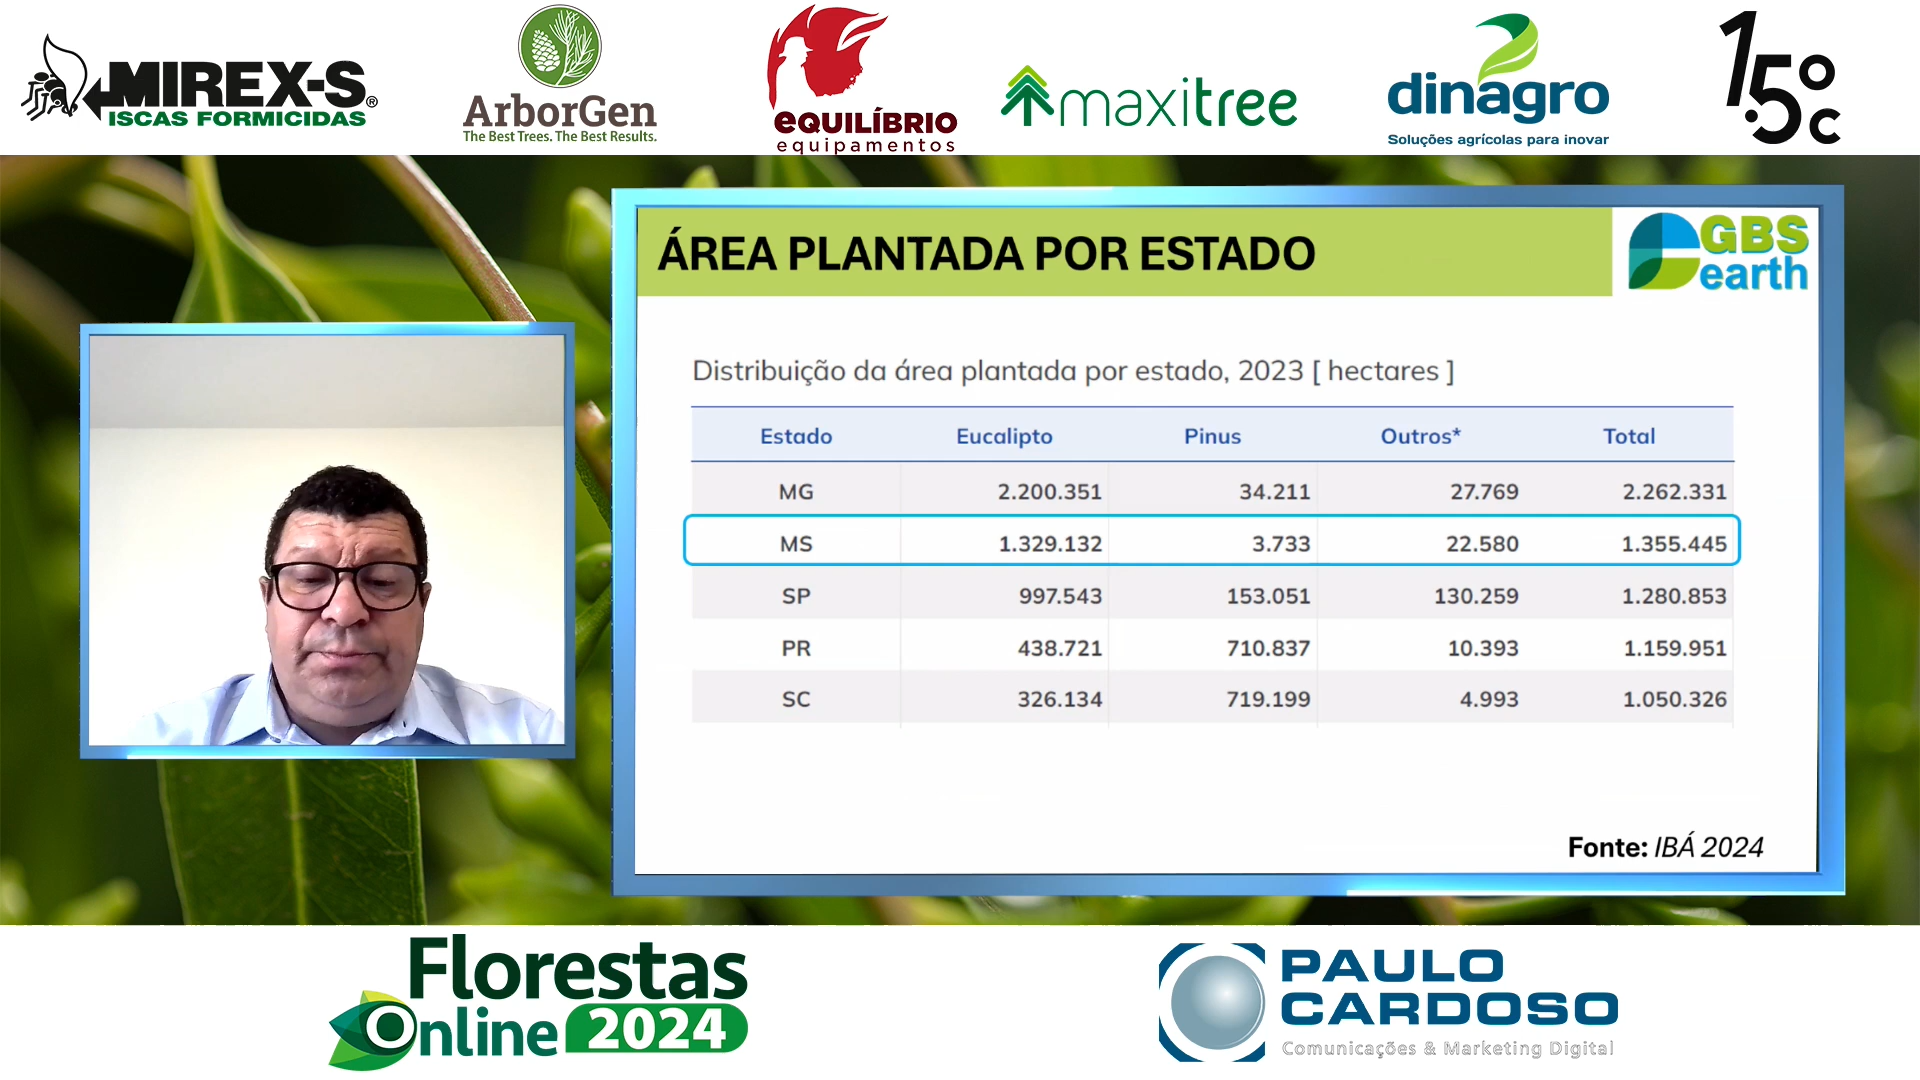 MIREX-S®
ISCAS FORMICIDAS
ArborGen
The Best Trees. The Best Results.
eQUILÍBRIO
equipamentos
maxitree
dinagro
Soluções agrícolas para inovar
1.5ºc
ÁREA PLANTADA POR ESTADO
GBS
earth
Distribuição da área plantada por estado, 2023 [ hectares ]
Estado Eucalipto Pinus Outros* Total
MG 2.200.351 34.211 27.769 2.262.331
MS 1.329.132 3.733 22.580 1.355.445
SP 997.543 153.051 130.259 1.280.853
PR 438.721 710.837 10.393 1.159.951
SC 326.134 719.199 4.993 1.050.326
Fonte: IBÁ 2024
Florestas
Online 2024
PAULO
CARDOSO
Comunicações & Marketing Digital